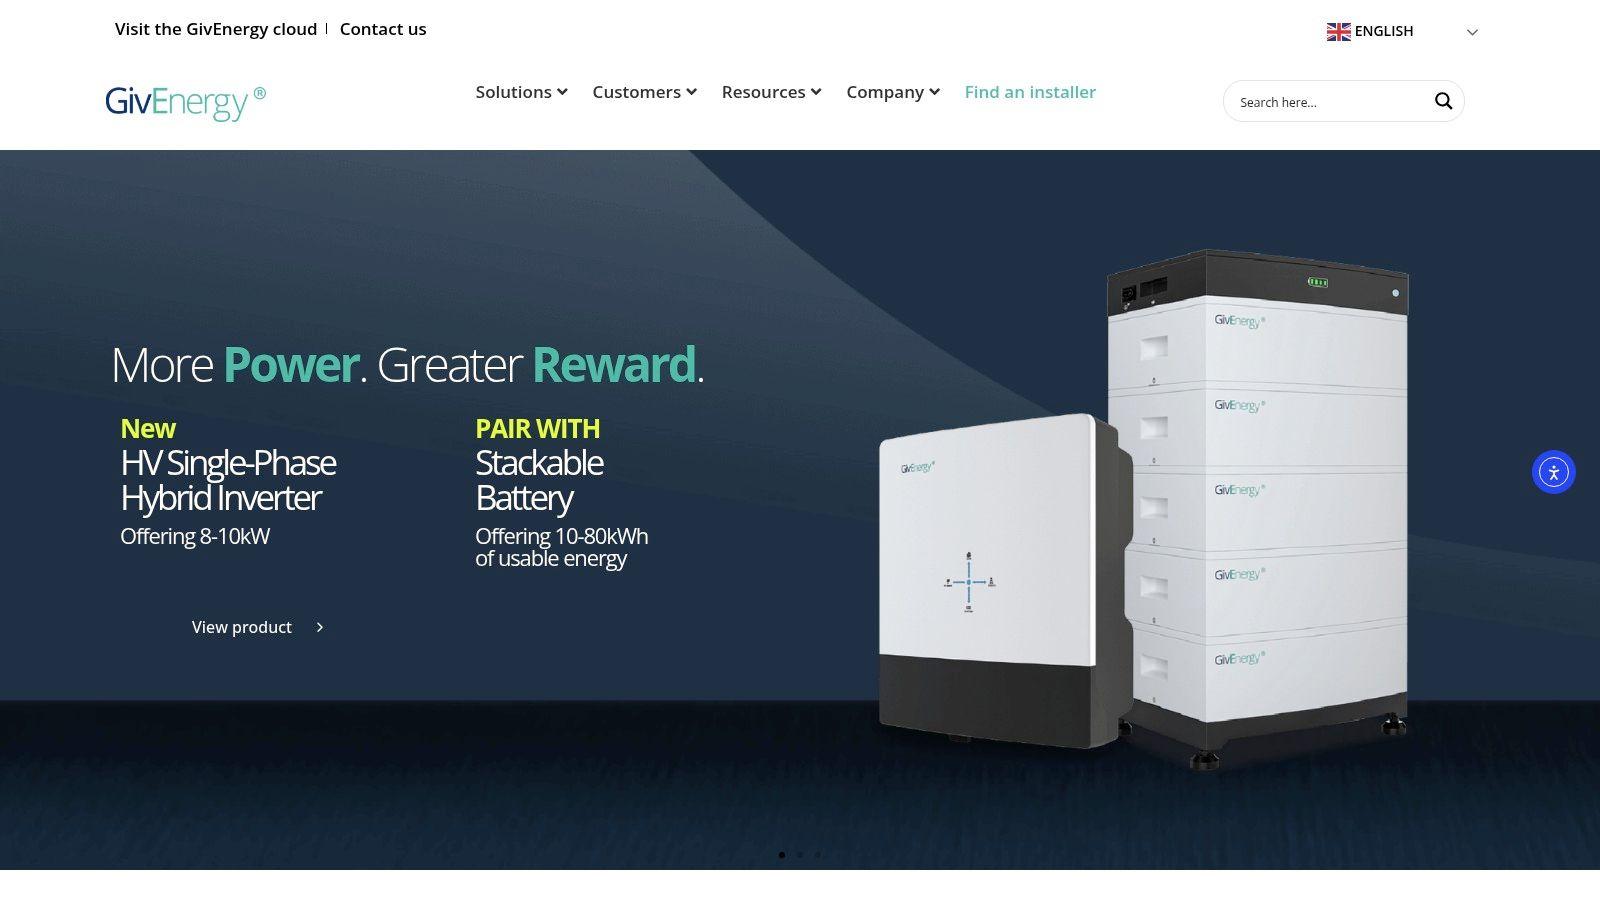 Visit the GivEnergy cloud
Contact us
ENGLISH
GivEnergy®
Solutions
Customers
Resources
Company
Find an installer
Search here...
More Power. Greater Reward.
New
HV Single-Phase
Hybrid Inverter
Offering 8-10kW
PAIR WITH
Stackable
Battery
Offering 10-80kWh
of usable energy
View product
GivEnergy®
GivEnergy®
GivEnergy®
GivEnergy®
GivEnergy®
GivEnergy®